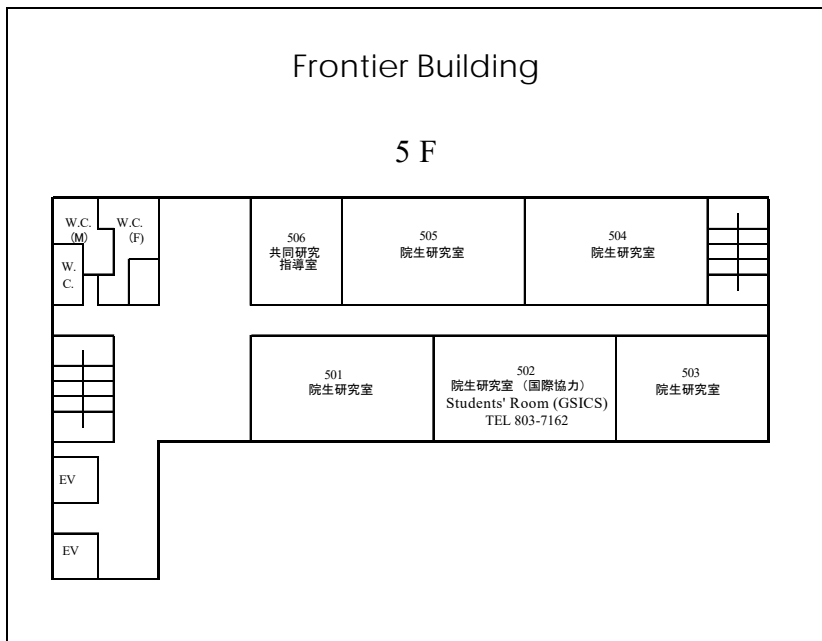 Frontier Building
5 F
W.C.
(M)
W.C.
(F)
W.
C.
506
共同研究
指導室
505
院生研究室
504
院生研究室
501
院生研究室
502
院生研究室 （国際協力）
Students' Room (GSICS)
TEL 803-7162
503
院生研究室
EV
EV